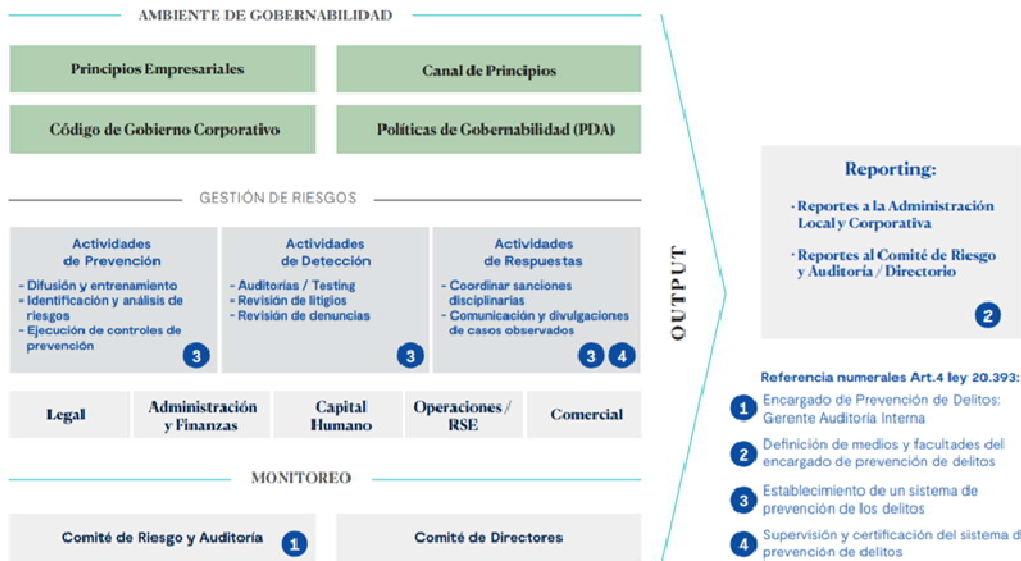 AMBIENTE DE GOBERNABILIDAD
Principios Empresariales
Canal de Principios
Código de Gobierno Corporativo
Políticas de Gobernabilidad (PDA)
GESTIÓN DE RIESGOS
Actividades
de Prevención
- Difusión y entrenamiento
- Identificación y análisis de
riesgos
- Ejecución de controles de
prevención
3
Actividades
de Detección
- Auditorías / Testing
- Revisión de litigios
- Revisión de denuncias
3
Actividades
de Respuestas
- Coordinar sanciones
disciplinarias
- Comunicación y divulgaciones
de casos observados
3 4
Legal
Administración
y Finanzas
Capital
Humano
Operaciones /
RSE
Comercial
MONITOREO
Comité de Riesgo y Auditoría 1
Comité de Directores
OUTPUT
Reporting:
· Reportes a la Administración
Local y Corporativa
· Reportes al Comité de Riesgo
y Auditoría / Directorio
2
Referencia numerales Art.4 ley 20.393:
1 Encargado de Prevención de Delitos:
Gerente Auditoría Interna
2 Definición de medios y facultades del
encargado de prevención de delitos
3 Establecimiento de un sistema de
prevención de los delitos
4 Supervisión y certificación del sistema d
prevención de delitos